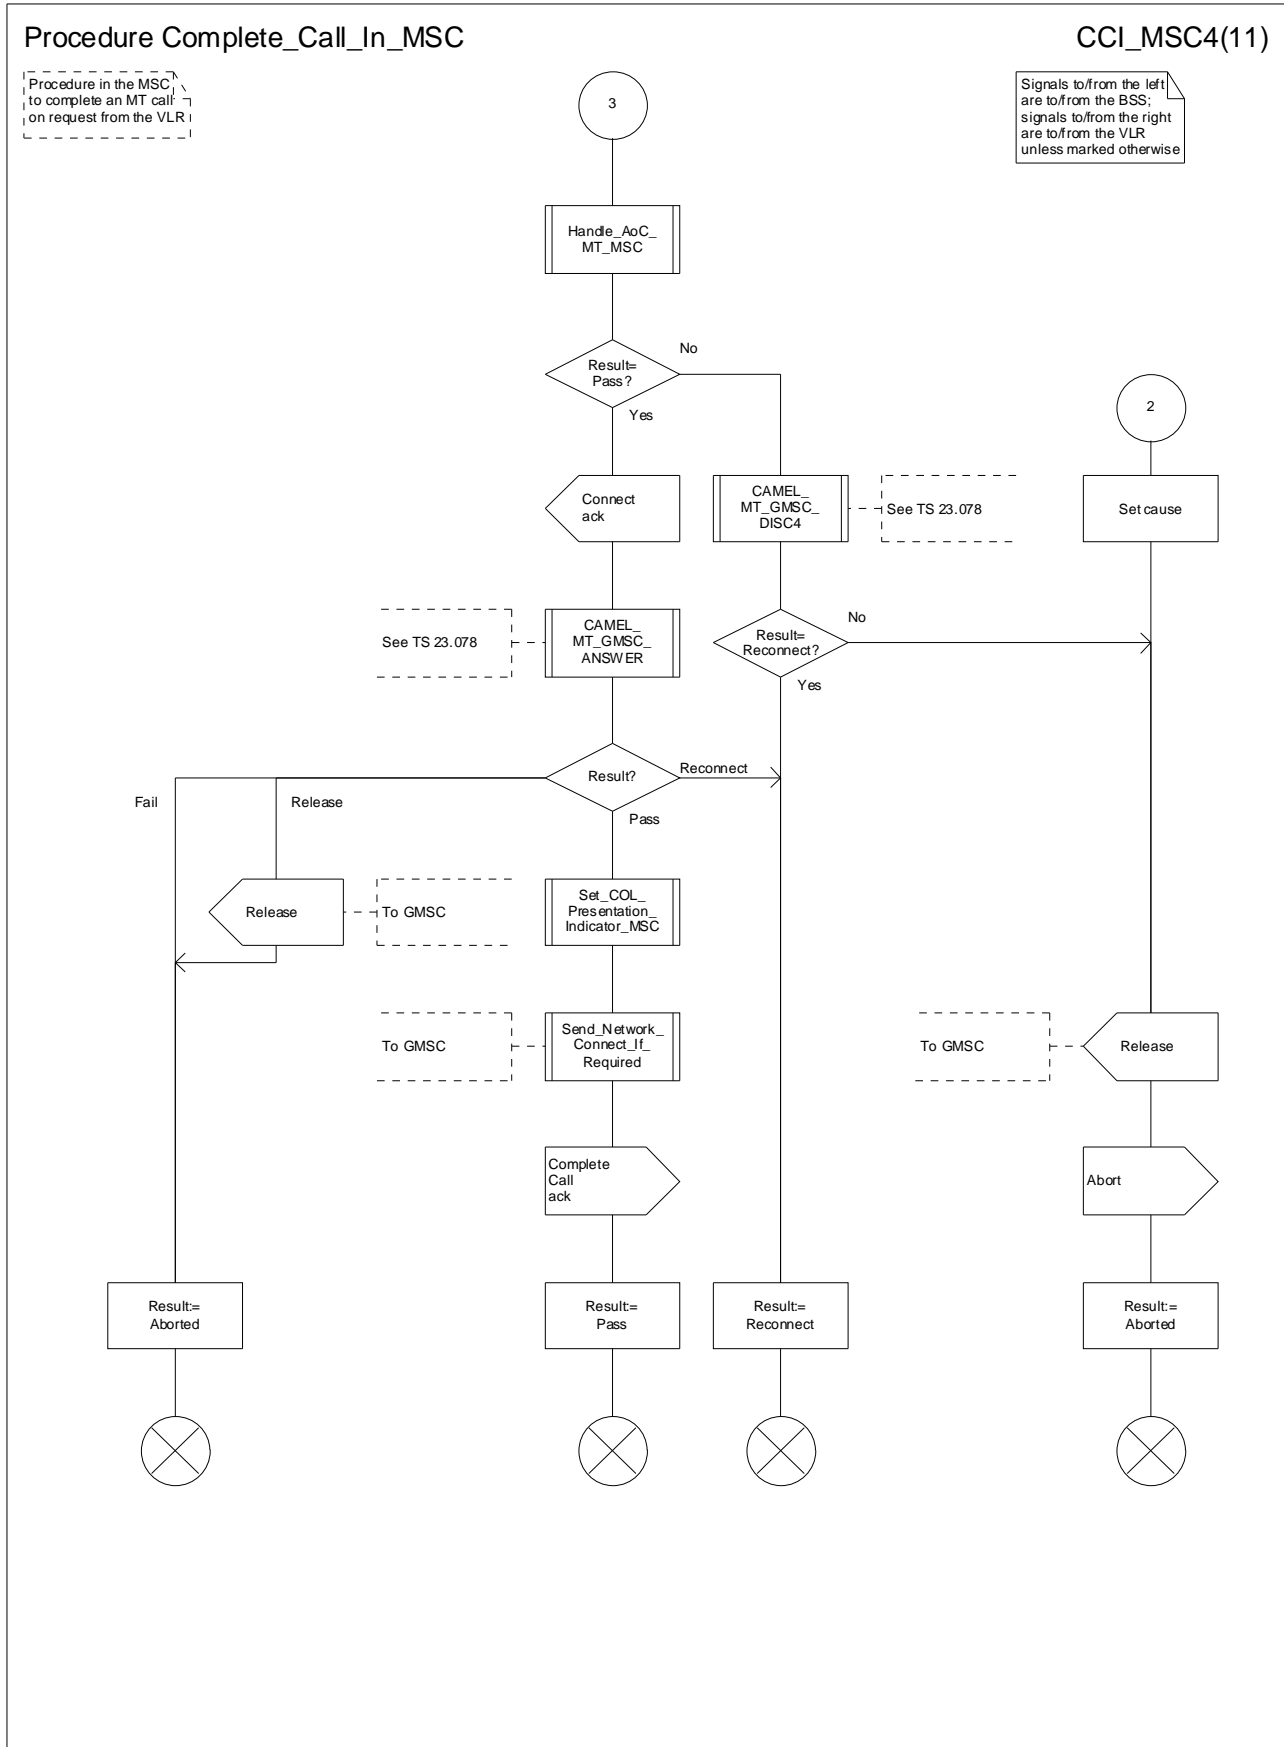 Procedure Complete_Call_In_MSC
CCI_MSC4(11)
Procedure in the MSC
to complete an MT call
on request from the VLR
Signals to/from the left
are to/from the BSS;
signals to/from the right
are to/from the VLR
unless marked otherwise
3
Handle_AoC_
MT_MSC
Result=
Pass?
No
Yes
2
Connect
ack
CAMEL_
MT_GMSC_
DISC4
See TS 23.078
Set cause
See TS 23.078
CAMEL_
MT_GMSC_
ANSWER
Result=
Reconnect?
No
Yes
Result?
Reconnect
Fail
Release
Pass
Release
To GMSC
Set_COL_
Presentation_
Indicator_MSC
To GMSC
Send_Network_
Connect_If_
Required
To GMSC
Release
Complete
Call
ack
Abort
Result:=
Aborted
Result:=
Pass
Result:=
Reconnect
Result:=
Aborted